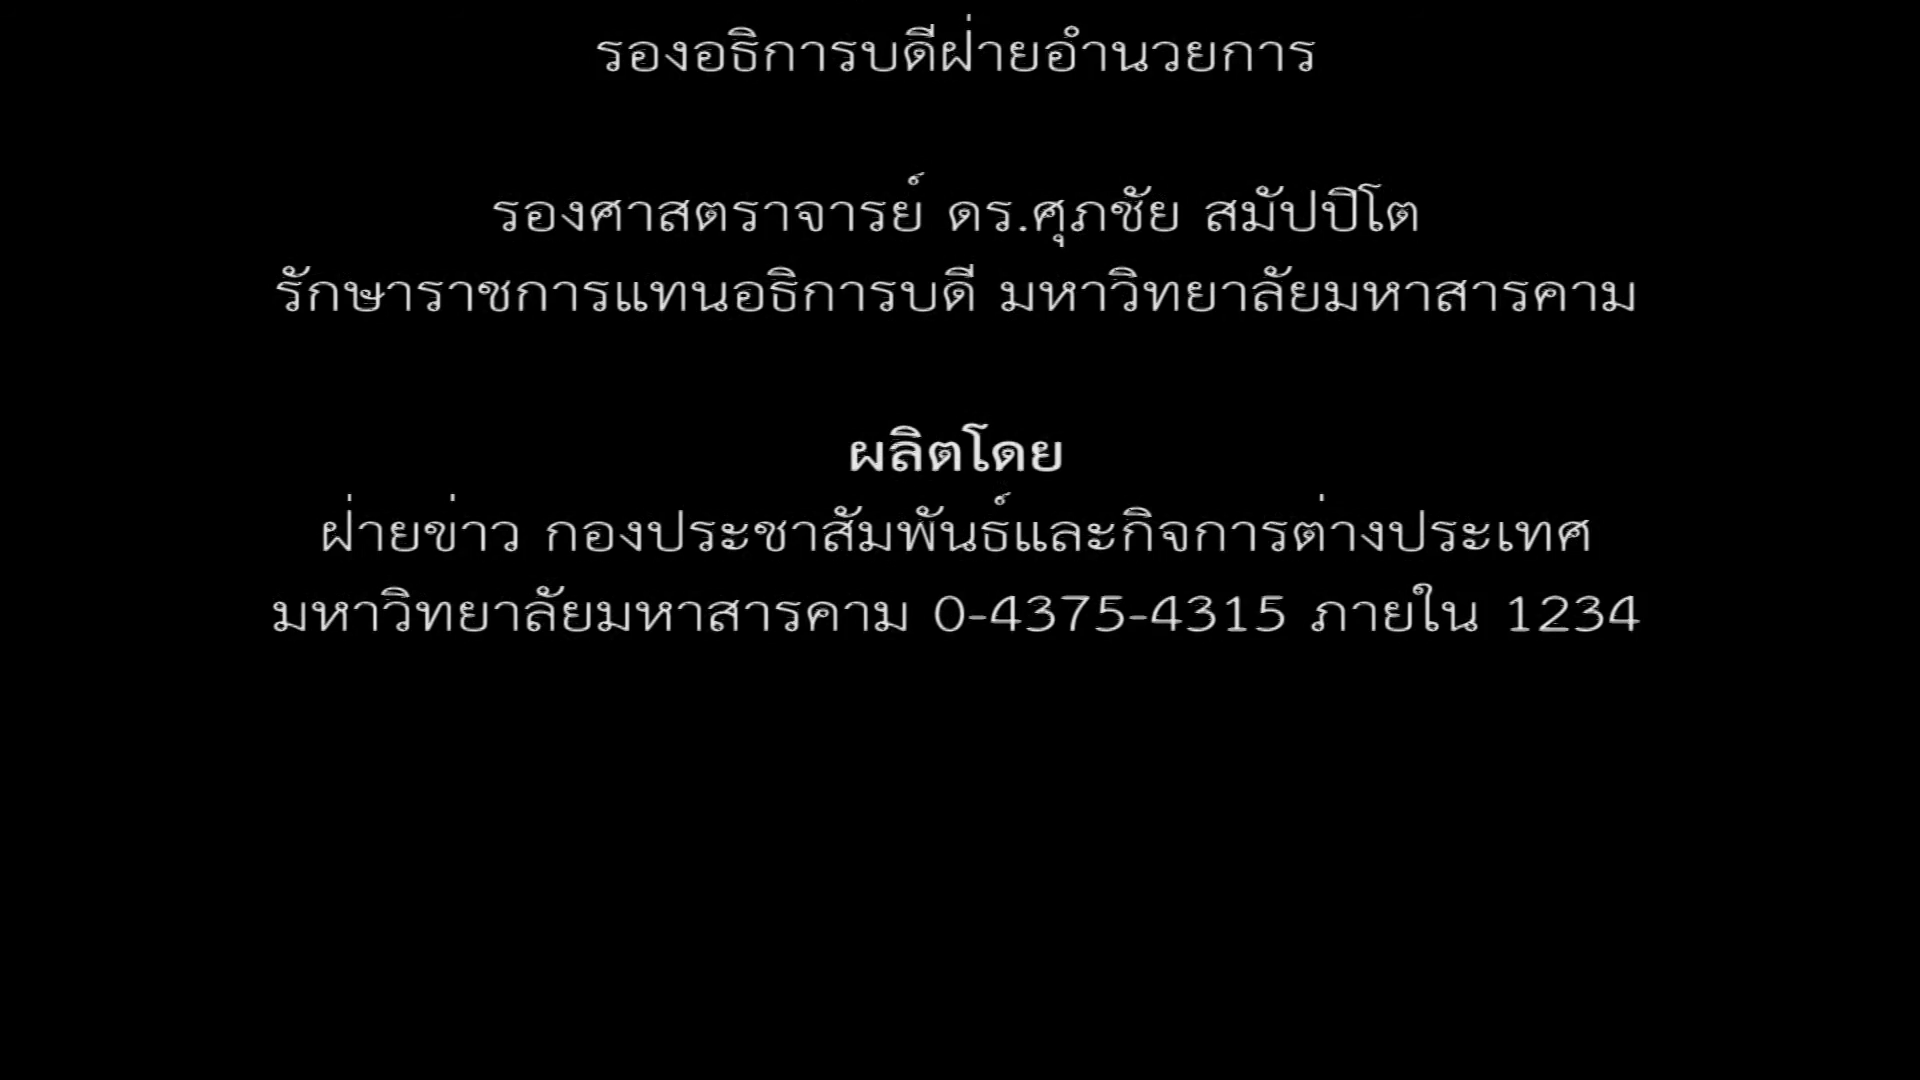 รองอธิการบดีฝ่ายอำนวยการ
รองศาสตราจารย์ ดร.ศุภชัย สมัปปิโต
รักษาราชการแทนอธิการบดี มหาวิทยาลัยมหาสารคาม
ผลิตโดย
ฝ่ายข่าว กองประชาสัมพันธ์และกิจการต่างประเทศ
มหาวิทยาลัยมหาสารคาม 0-4375-4315 ภายใน 1234